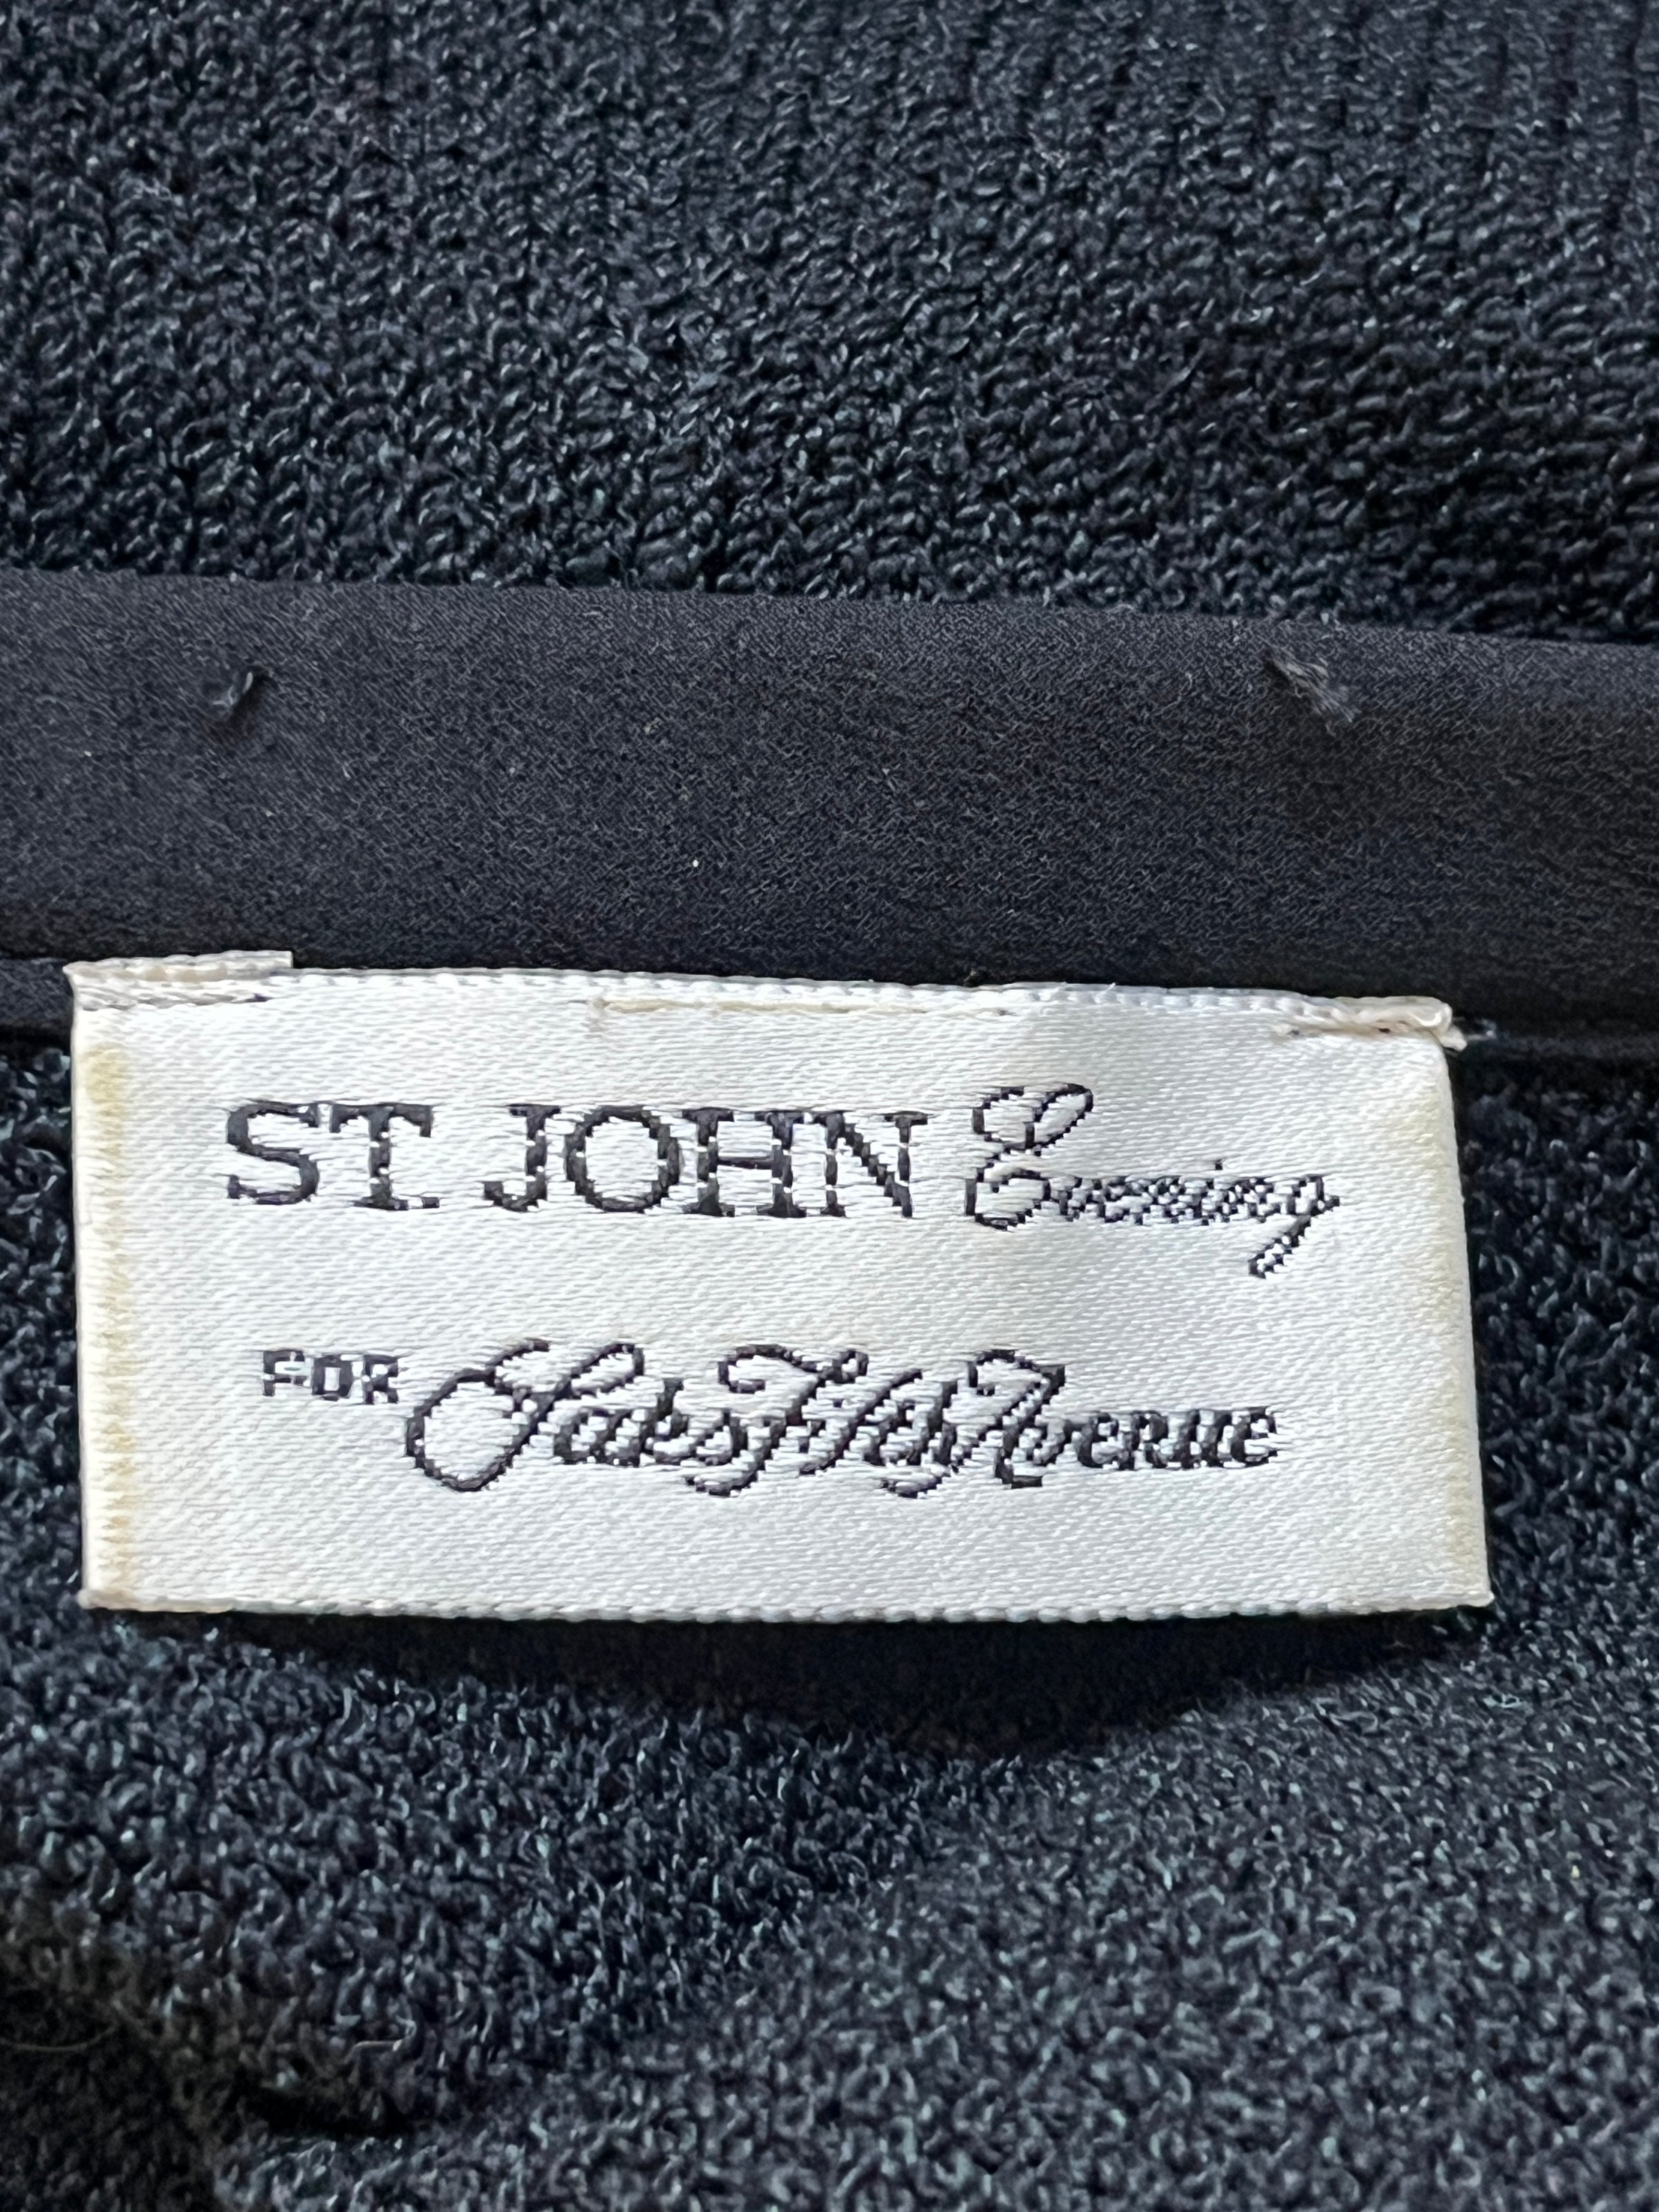 ST. JOHN Evening
FOR Saks Fifth Avenue